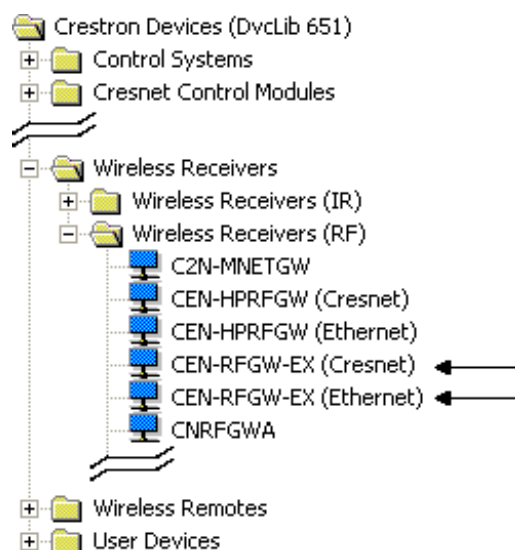 Crestron Devices (DvcLib 651)
Control Systems
Cresnet Control Modules
Wireless Receivers
Wireless Receivers (IR)
Wireless Receivers (RF)
C2N-MNETGW
CEN-HPRFGW (Cresnet)
CEN-HPRFGW (Ethernet)
CEN-RFGW-EX (Cresnet)
CEN-RFGW-EX (Ethernet)
CNRFGWA
Wireless Remotes
User Devices